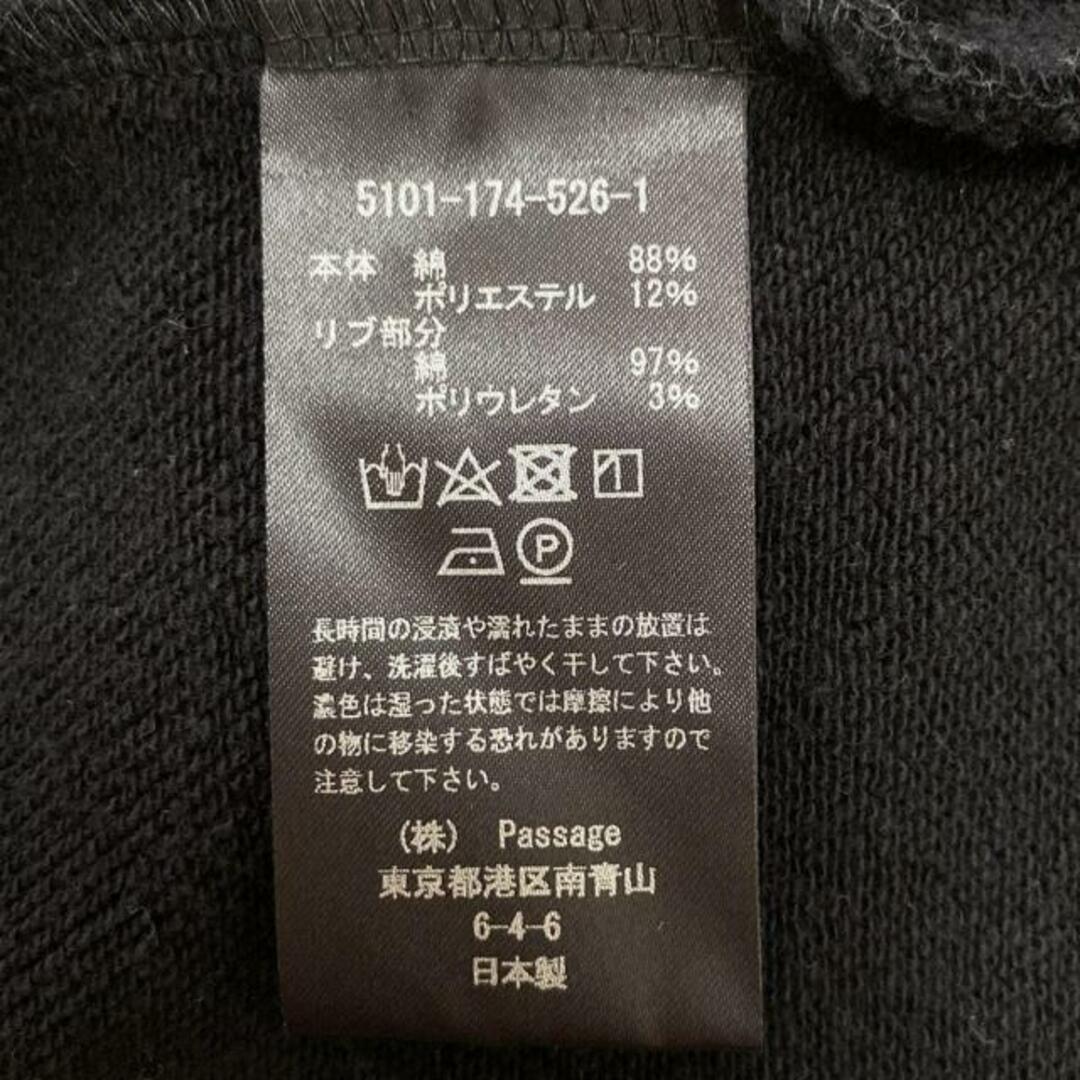 5101-174-526-1
本体 綿 88%
ポリエステル 12%
リブ部分
綿 97%
ポリウレタン 3%
P
長時間の浸漬や濡れたままの放置は
避け、洗濯後すばやく干して下さい。
濃色は湿った状態では摩擦により他
の物に移染する恐れがありますので
注意して下さい。
(株) Passage
東京都港区南青山
6-4-6
日本製